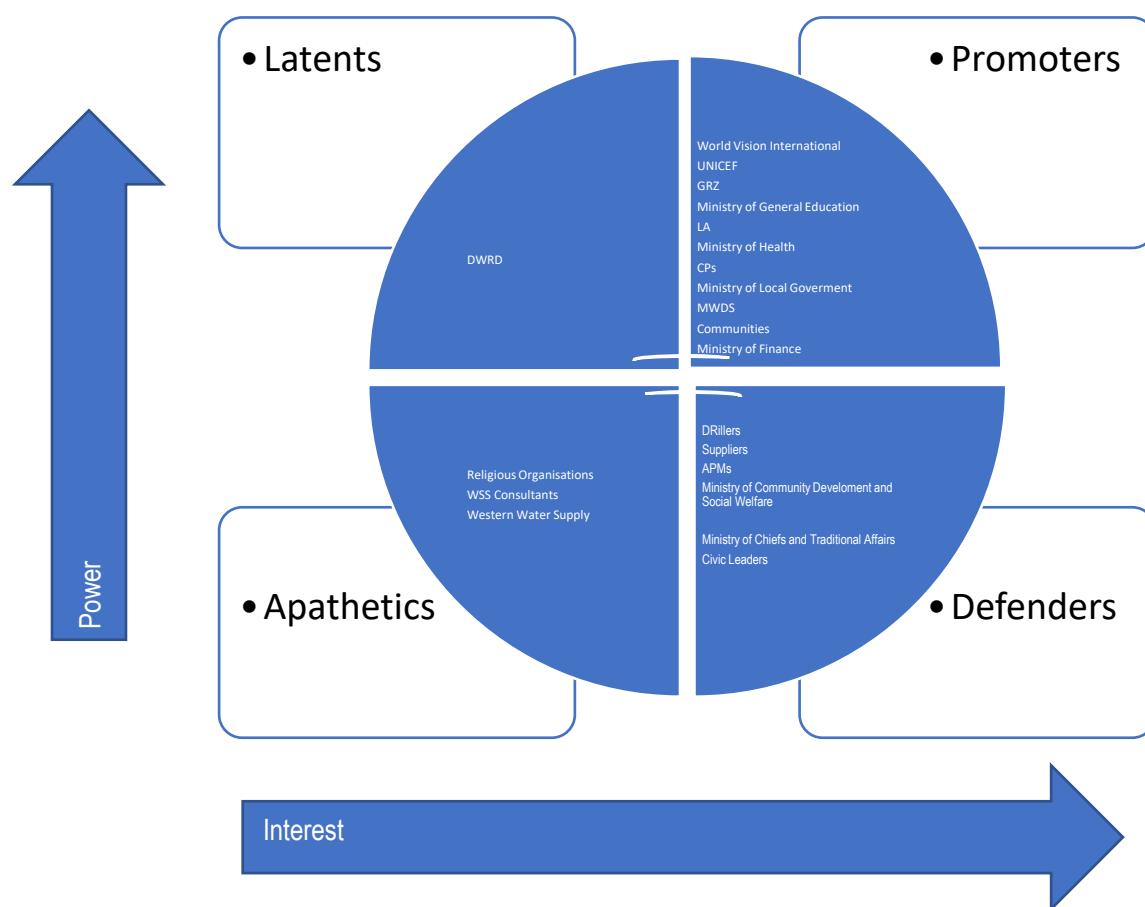 • Latents
• Promoters
World Vision International
UNICEF
GRZ
Ministry of General Education
LA
Ministry of Health
CPs
Ministry of Local Goverment
MWDS
Communities
Ministry of Finance
DWRD
Religious Organisations
WSS Consultants
Western Water Supply
DRillers
Suppliers
APMs
Ministry of Community Develoment and
Social Welfare
Ministry of Chiefs and Traditional Affairs
Civic Leaders
• Apathetics
• Defenders
Power
Interest